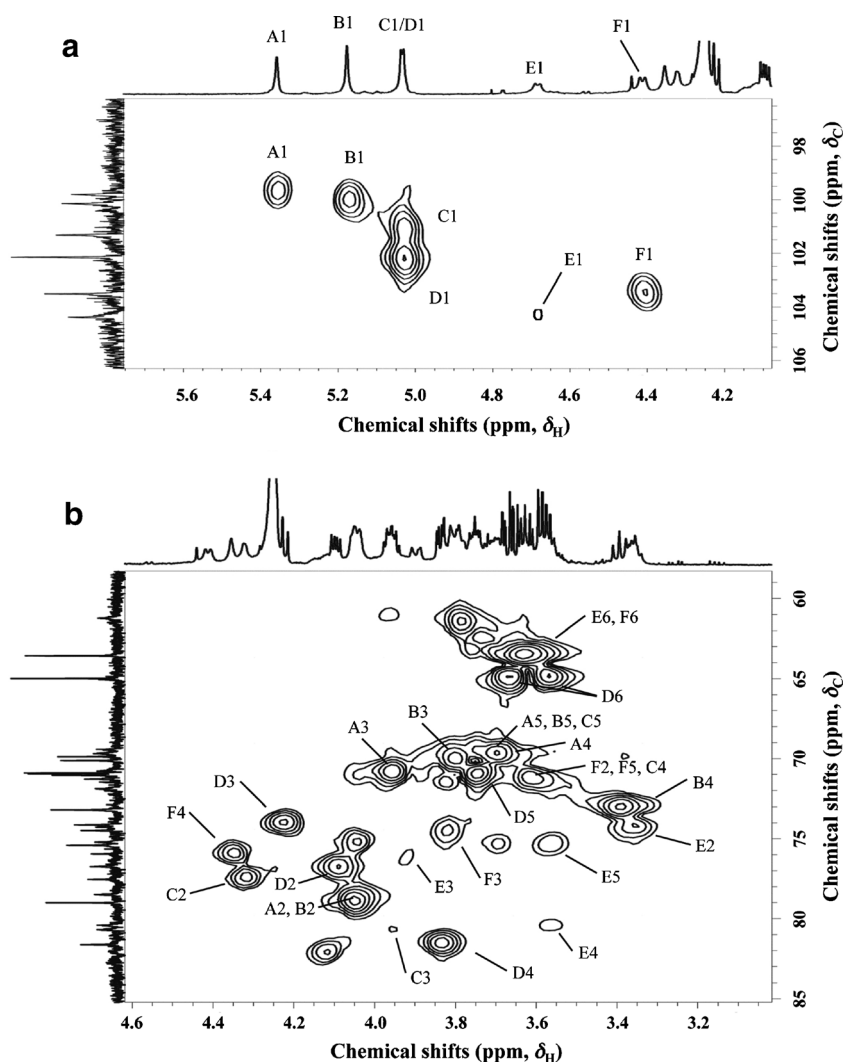 a
A1
B1
C1/D1
E1
F1
A1
B1
C1
D1
E1
F1
98
100
102
104
106
Chemical shifts (ppm, δC)
5.6
5.4
5.2
5.0
4.8
4.6
4.4
4.2
Chemical shifts (ppm, δH)
b
E6, F6
D6
A5, B5, C5
A4
B3
A3
F2, F5, C4
B4
D3
D5
E2
F4
D2
E3
F3
E5
C2
A2, B2
E4
C3
D4
60
65
70
75
80
85
Chemical shifts (ppm, δC)
4.6
4.4
4.2
4.0
3.8
3.6
3.4
3.2
Chemical shifts (ppm, δH)